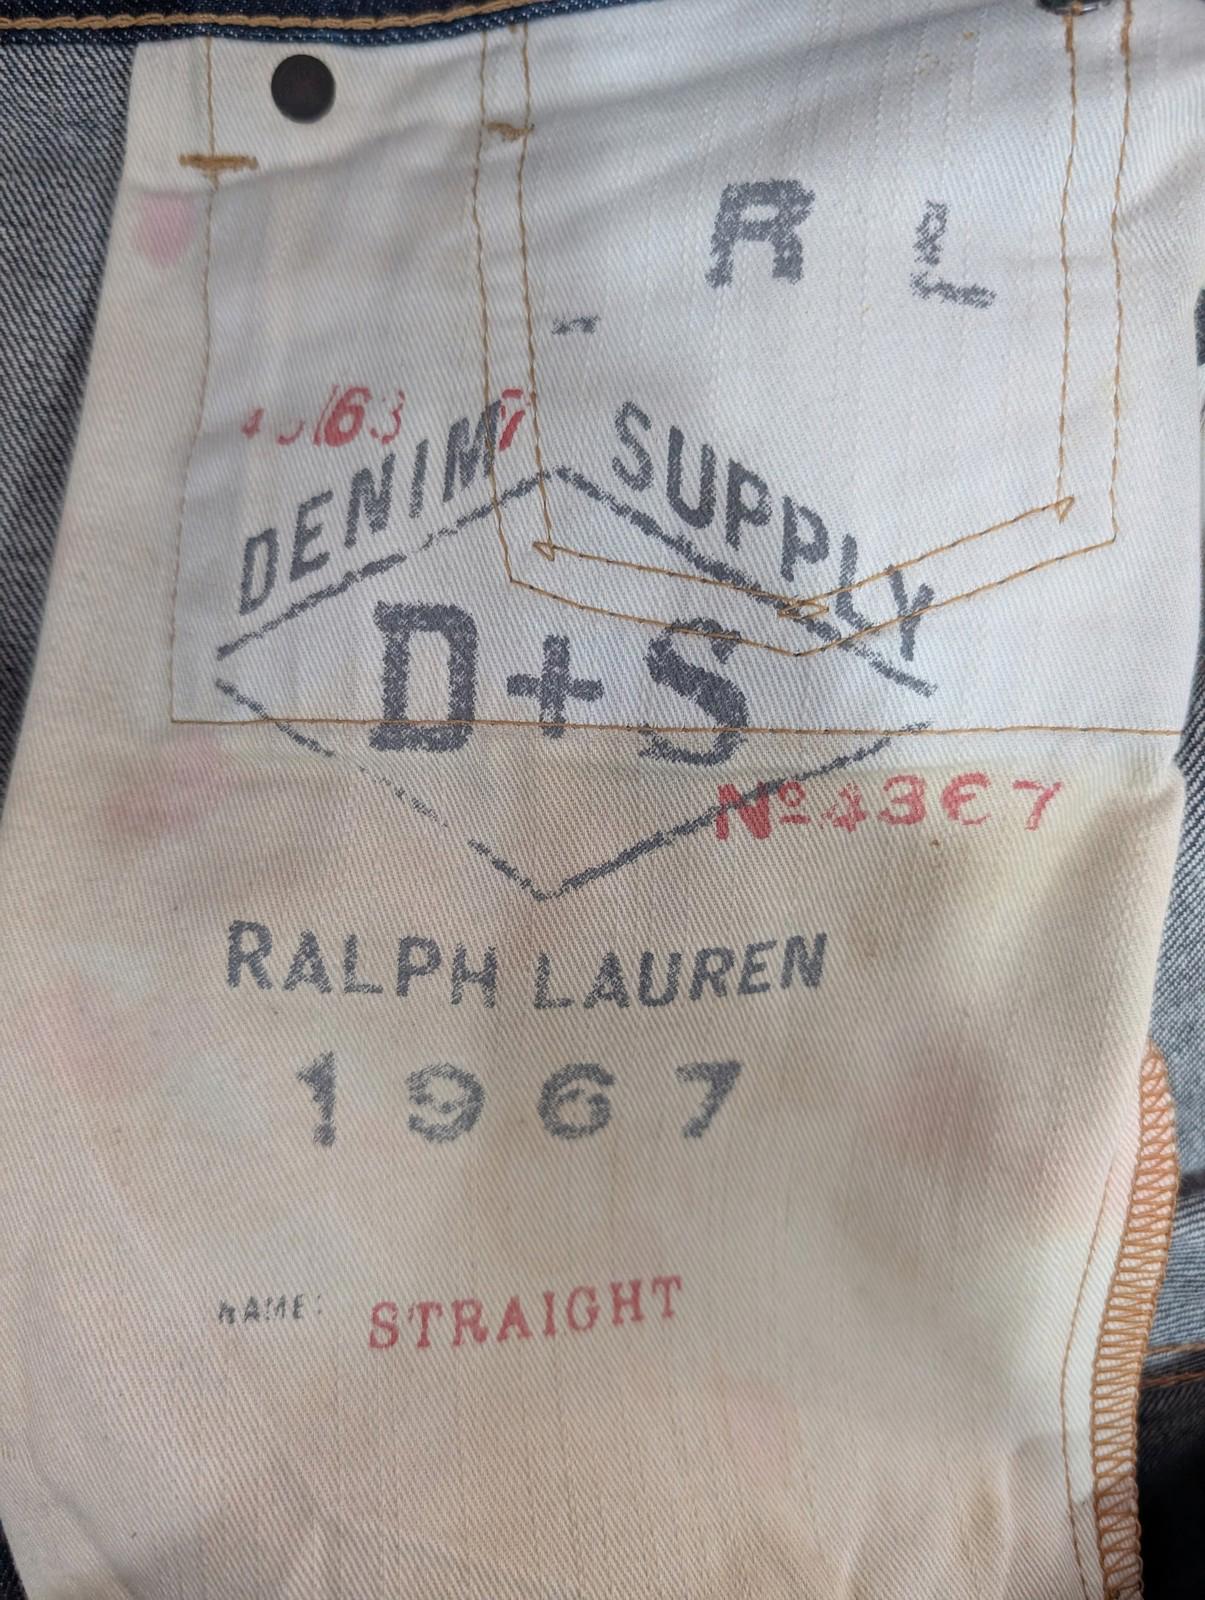 R L
DENIM SUPPLY
D+S
Nº4367
RALPH LAUREN
1967
NAME: STRAIGHT